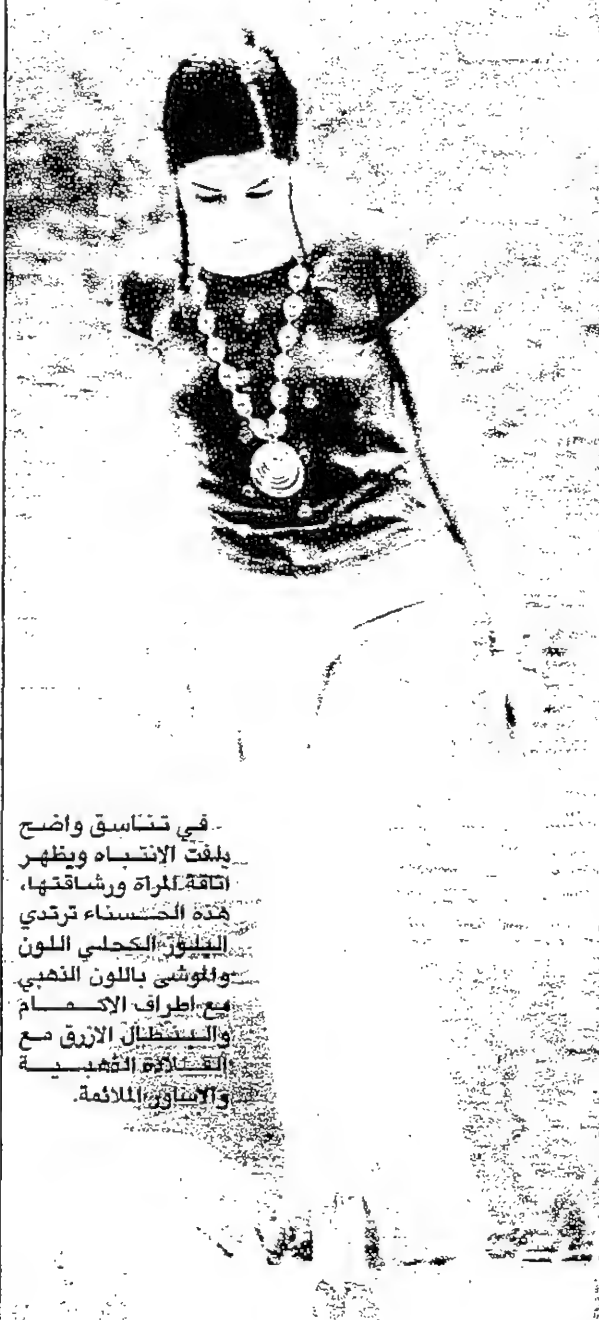 في تناسق واضح
يلفت الانتباه ويظهر
اناقة المراة ورشاقتها،
هذه الحسناء ترتدي
البلوز الكحلي اللون
والموشى باللون الذهبي
مع اطراف الاكمام
والبنطال الازرق مع
القلادة الذهبية
والاساور الملائمة.